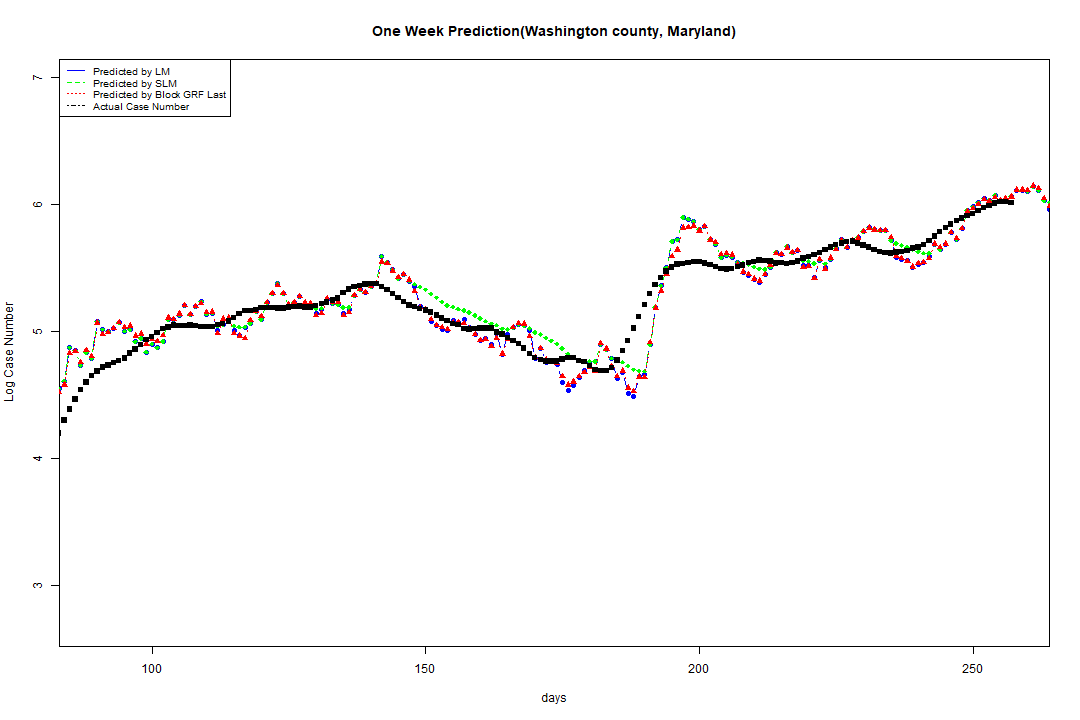 One Week Prediction(Washington county, Maryland)
Predicted by LM
Predicted by SLM
Predicted by Block GRF Last
Actual Case Number
7
6
5
4
3
Log Case Number
100
150
200
250
days